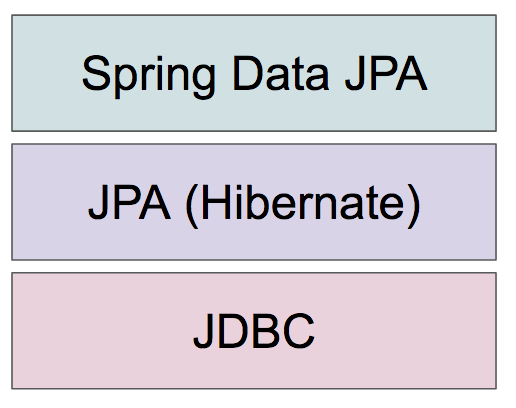 Spring Data JPA
JPA (Hibernate)
JDBC